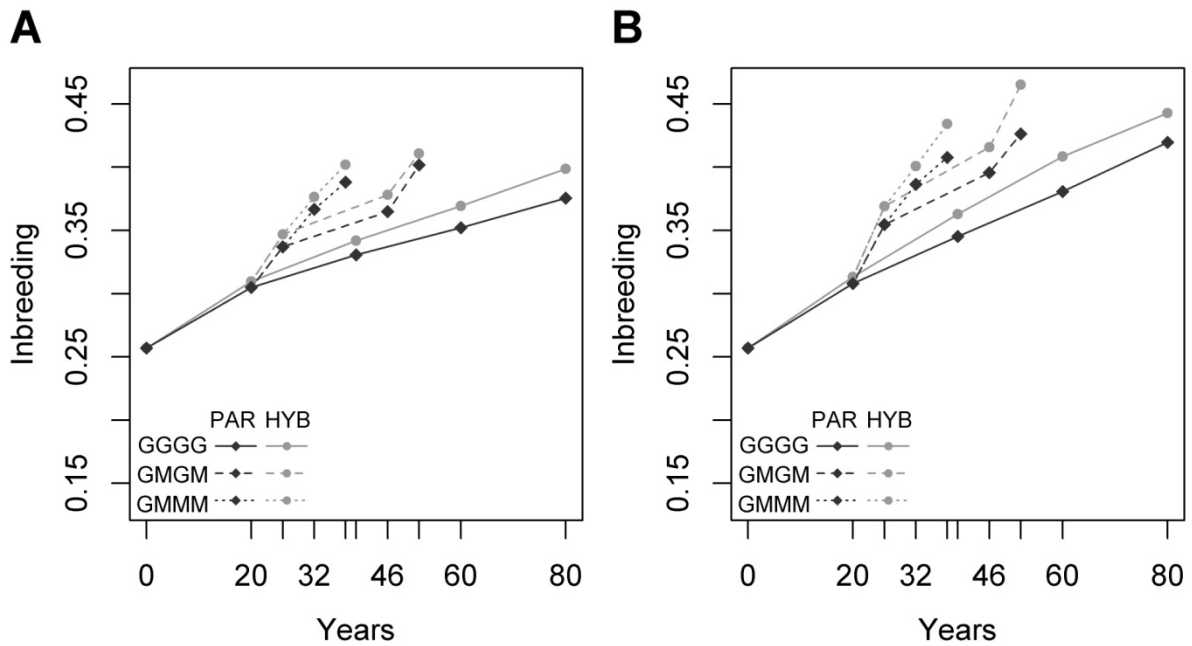 A
Inbreeding
0.45
0.35
0.25
0.15
PAR HYB
GGGG
GMGM
GMMM
0 20 32 46 60 80
Years
B
Inbreeding
0.45
0.35
0.25
0.15
PAR HYB
GGGG
GMGM
GMMM
0 20 32 46 60 80
Years